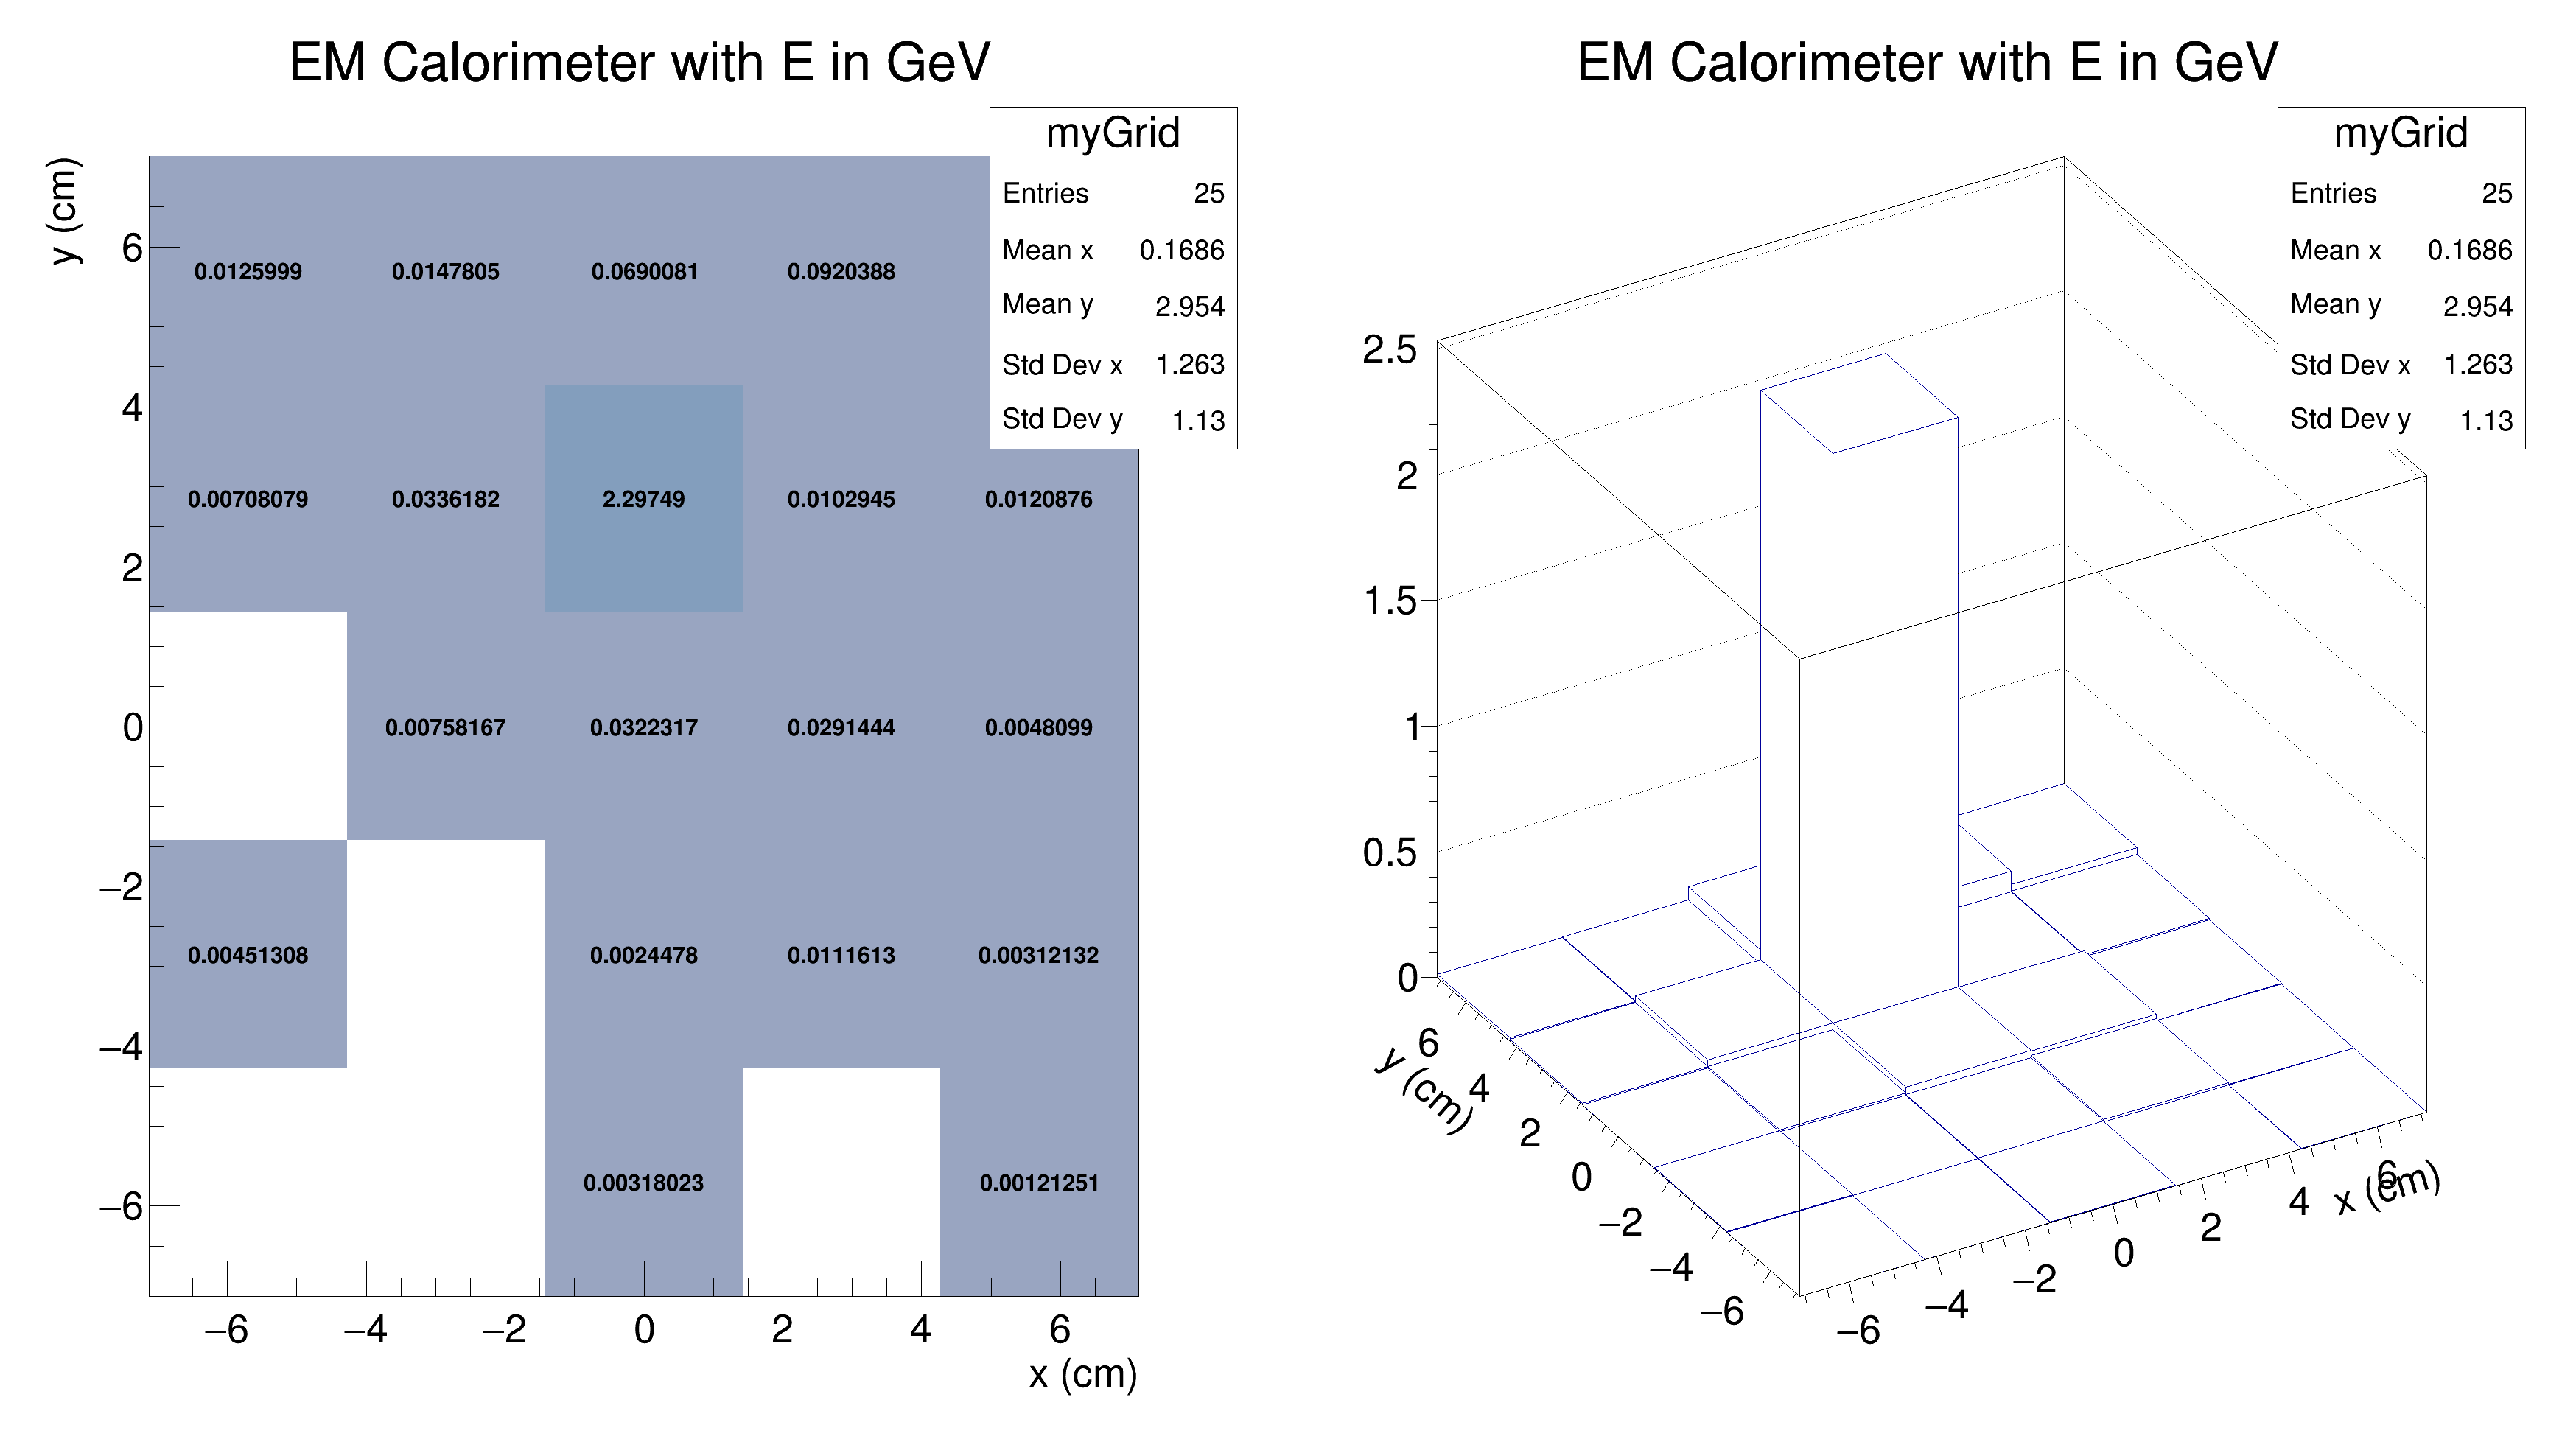 EM Calorimeter with E in GeV
myGrid
Entries 25
Mean x 0.1686
Mean y 2.954
Std Dev x 1.263
Std Dev y 1.13
y (cm)
6
4
2
0
−2
−4
−6
0.0125999 0.0147805 0.0690081 0.0920388
0.00708079 0.0336182 2.29749 0.0102945 0.0120876
0.00758167 0.0322317 0.0291444 0.0048099
0.00451308 0.0024478 0.0111613 0.00312132
0.00318023 0.00121251
−6 −4 −2 0 2 4 6
x (cm)
EM Calorimeter with E in GeV
myGrid
Entries 25
Mean x 0.1686
Mean y 2.954
Std Dev x 1.263
Std Dev y 1.13
2.5
2
1.5
1
0.5
0
6
4
2
0
−2
−4
−6
y (cm)
−6 −4 −2 0 2 4 6
x (cm)